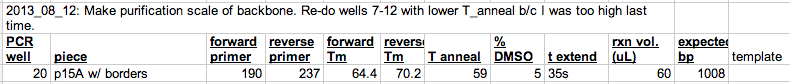 2013_08_12: Make purification scale of backbone. Re-do wells 7-12 with lower T_anneal b/c I was too high last
time.
PCR well piece forward primer reverse primer forward Tm revers Tm T anneal % DMSO t extend rxn vol. (uL) expected bp template
20 p15A w/ borders 190 237 64.4 70.2 59 5 35s 60 1008